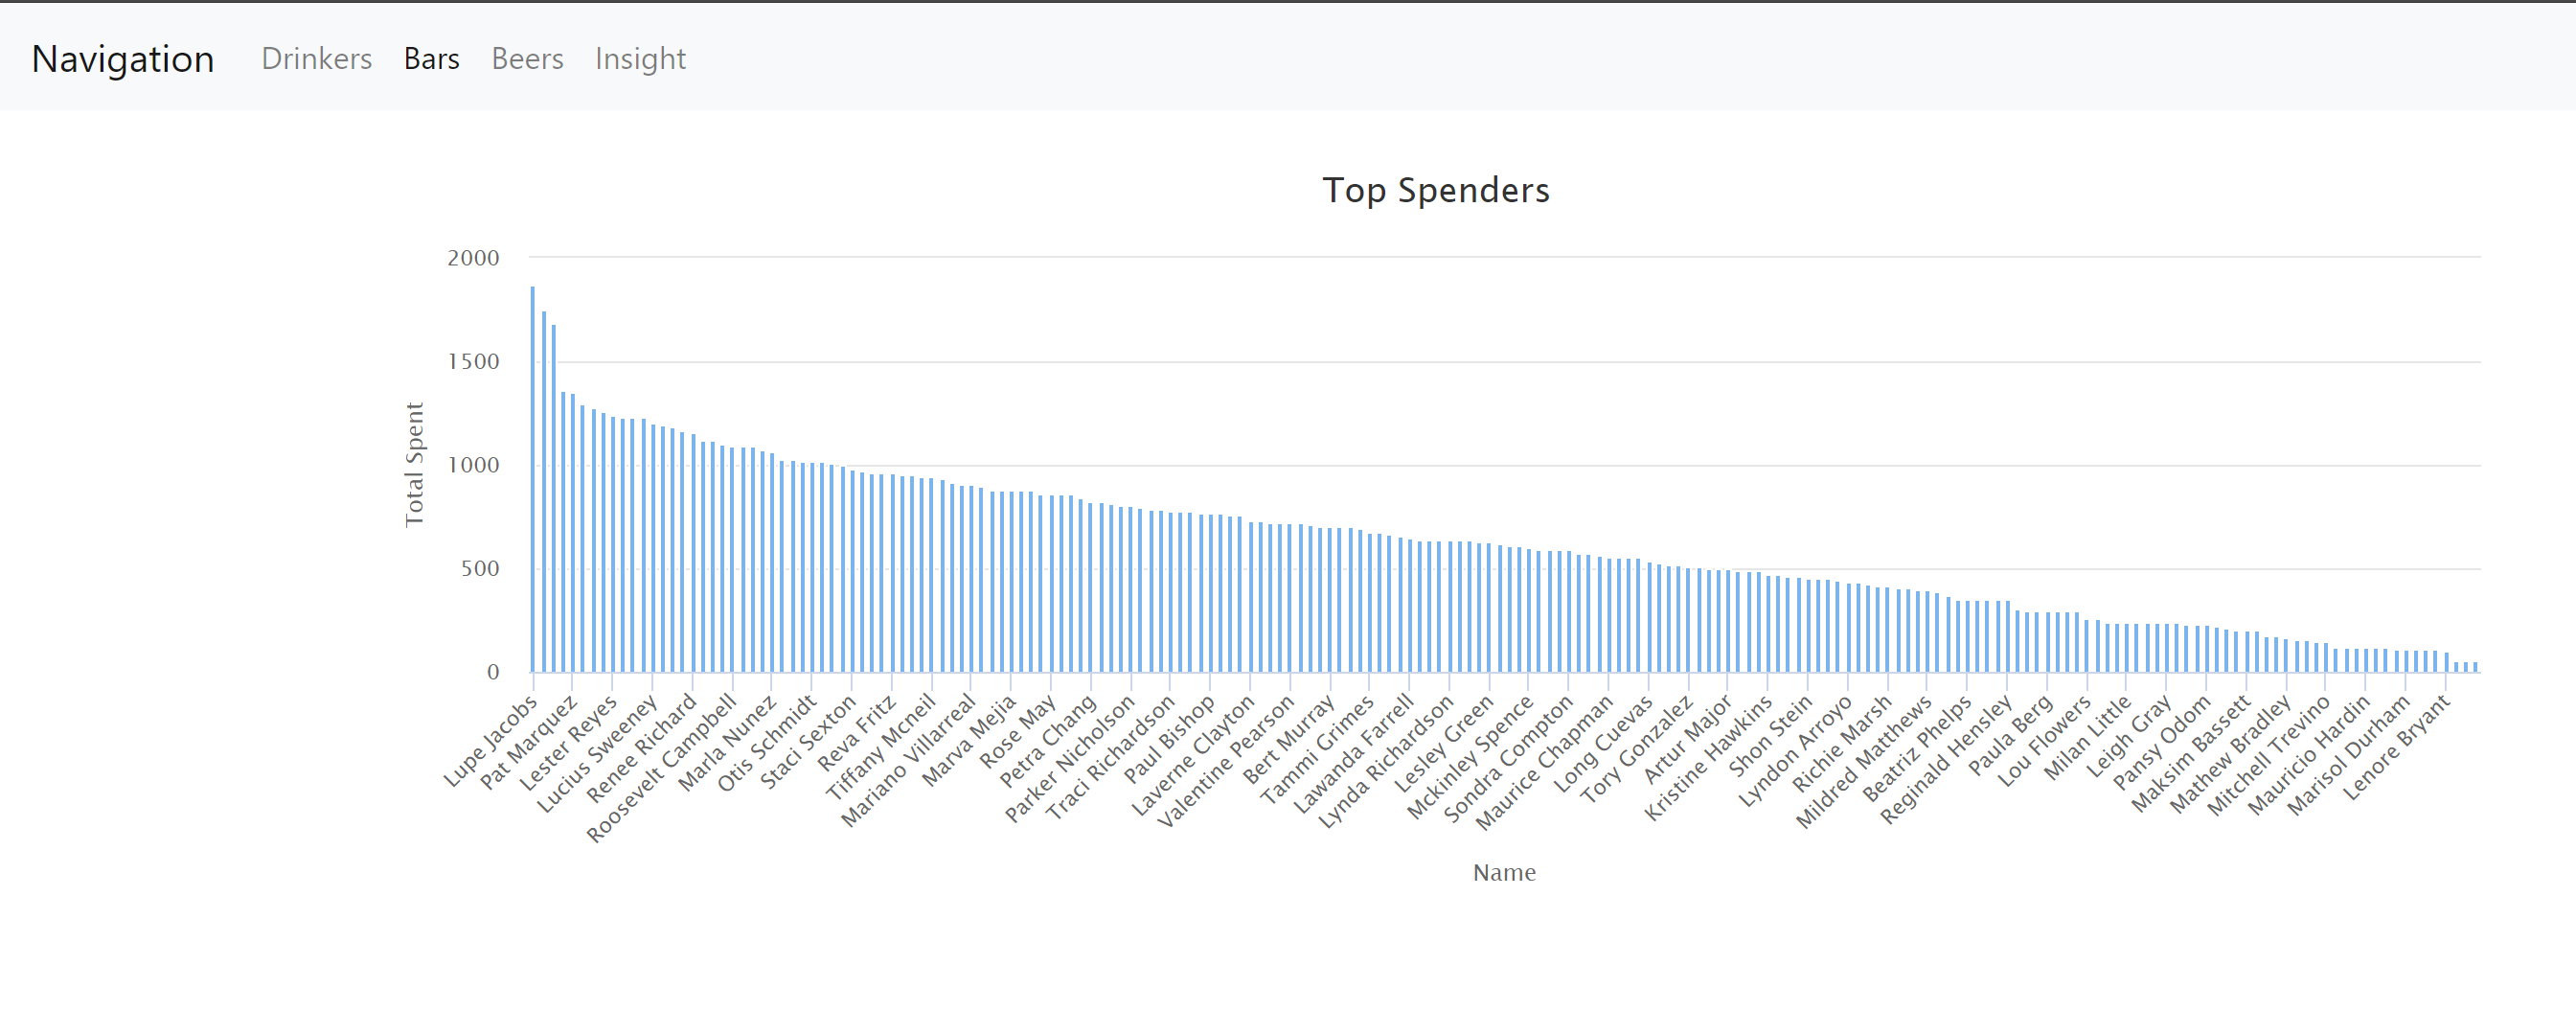 Navigation Drinkers Bars Beers Insight
Top Spenders
Total Spent
2000
1500
1000
500
0
Lupe Jacobs
Pat Marquez
Lester Reyes
Lucius Sweeney
Renee Richard
Roosevelt Campbell
Marla Nunez
Otis Schmidt
Staci Sexton
Reva Fritz
Tiffany Mcneil
Mariano Villarreal
Marva Mejia
Rose May
Petra Chang
Parker Nicholson
Traci Richardson
Paul Bishop
Laverne Clayton
Valentine Pearson
Bert Murray
Tammi Grimes
Lawanda Farrell
Lynda Richardson
Lesley Green
Mckinley Spence
Sondra Compton
Maurice Chapman
Long Cuevas
Tory Gonzalez
Artur Major
Kristine Hawkins
Shon Stein
Lyndon Arroyo
Richie Marsh
Mildred Matthews
Beatriz Phelps
Reginald Hensley
Paula Berg
Lou Flowers
Milan Little
Leigh Gray
Pansy Odom
Maksim Bassett
Mathew Bradley
Mitchell Trevino
Mauricio Hardin
Marisol Durham
Lenore Bryant
Name